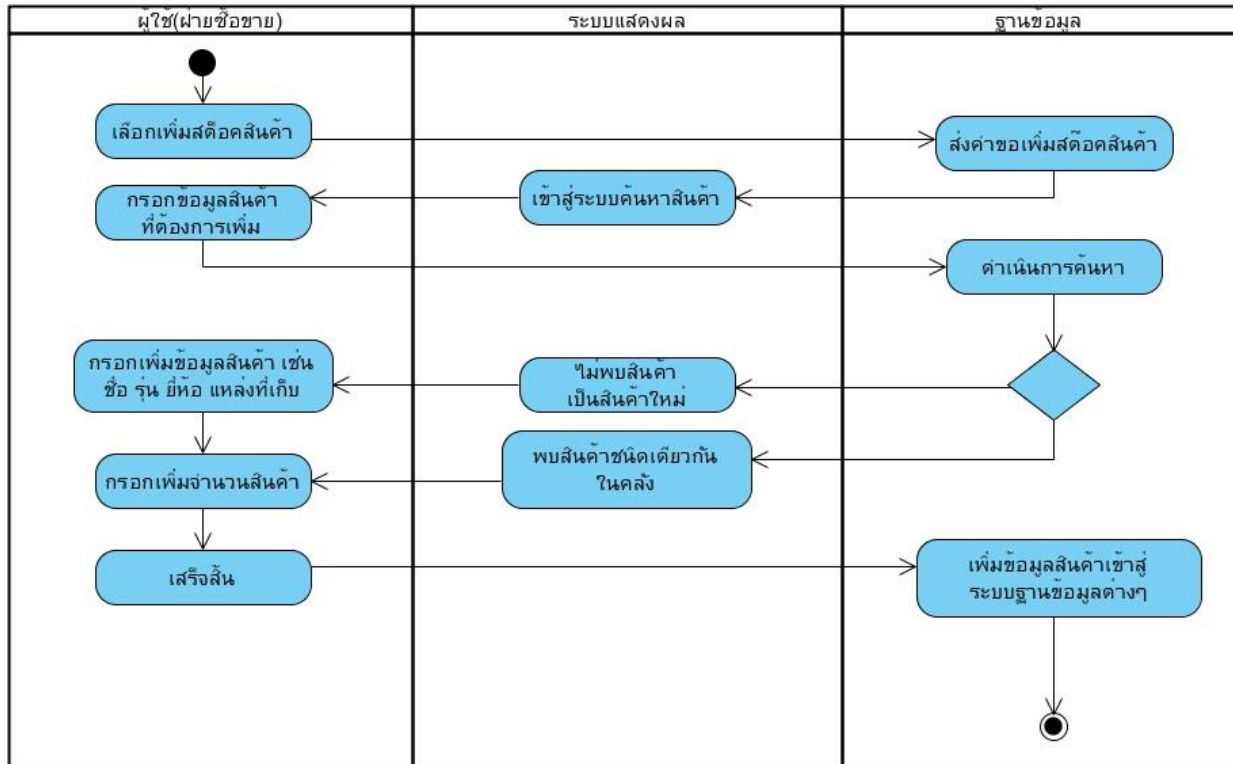 ผู้ใช้(ฝ่ายซื้อขาย)
ระบบแสดงผล
ฐานข้อมูล
เลือกเพิ่มสต็อคสินค้า
ส่งคำขอเพิ่มสต๊อคสินค้า
เข้าสู่ระบบค้นหาสินค้า
กรอกข้อมูลสินค้า
ที่ต้องการเพิ่ม
ดำเนินการค้นหา
กรอกเพิ่มข้อมูลสินค้า เช่น
ชื่อ รุ่น ยี่ห้อ แหล่งที่เก็บ
ไม่พบสินค้า
เป็นสินค้าใหม่
พบสินค้าชนิดเดียวกัน
ในคลัง
กรอกเพิ่มจำนวนสินค้า
เสร็จสิ้น
เพิ่มข้อมูลสินค้าเข้าสู่
ระบบฐานข้อมูลต่างๆ